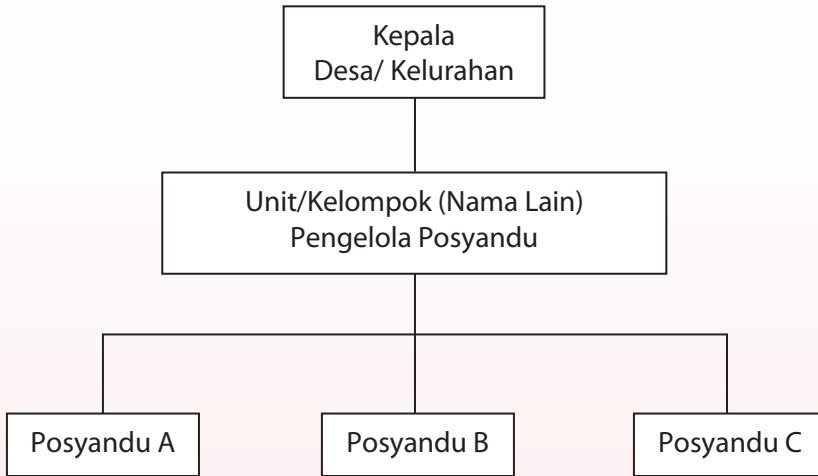 Kepala
Desa/ Kelurahan
Unit/Kelompok (Nama Lain)
Pengelola Posyandu
Posyandu A
Posyandu B
Posyandu C